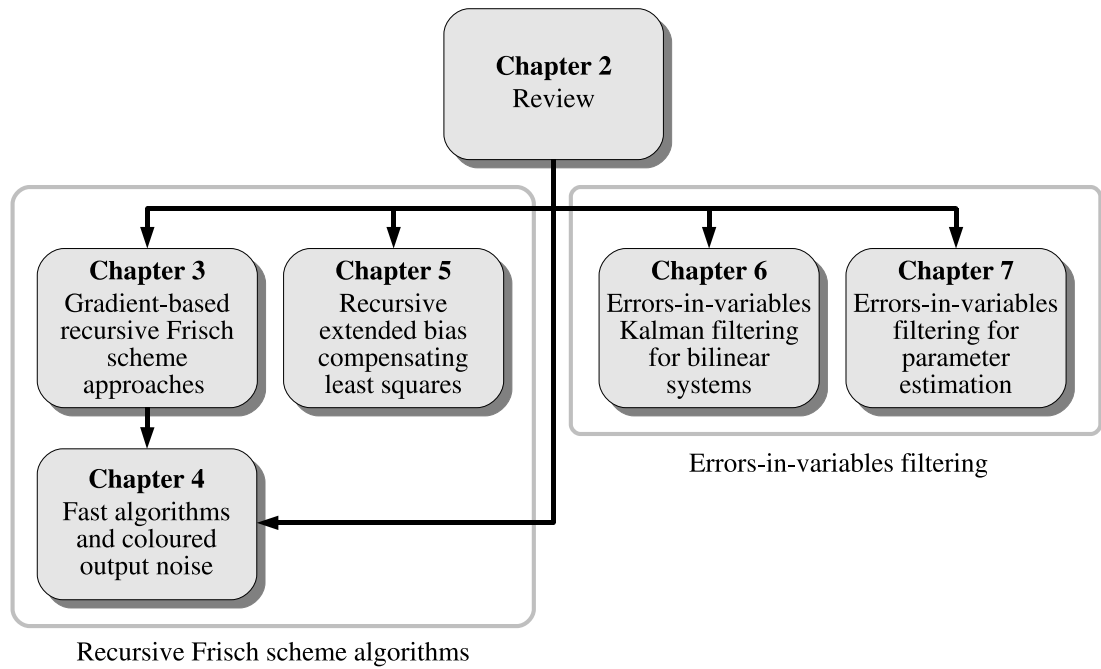 Chapter 2
Review
Chapter 3
Gradient-based
recursive Frisch
scheme
approaches
Chapter 5
Recursive
extended bias
compensating
least squares
Chapter 6
Errors-in-variables
Kalman filtering
for bilinear
systems
Chapter 7
Errors-in-variables
filtering for
parameter
estimation
Chapter 4
Fast algorithms
and coloured
output noise
Errors-in-variables filtering
Recursive Frisch scheme algorithms